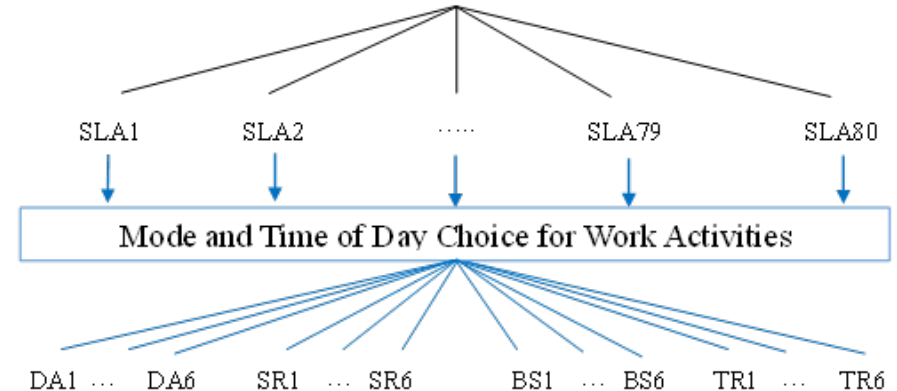 SLA1 SLA2 ..... SLA79 SLA80
Mode and Time of Day Choice for Work Activities
DA1 ... DA6 SR1 ... SR6 BS1 ... BS6 TR1 ... TR6